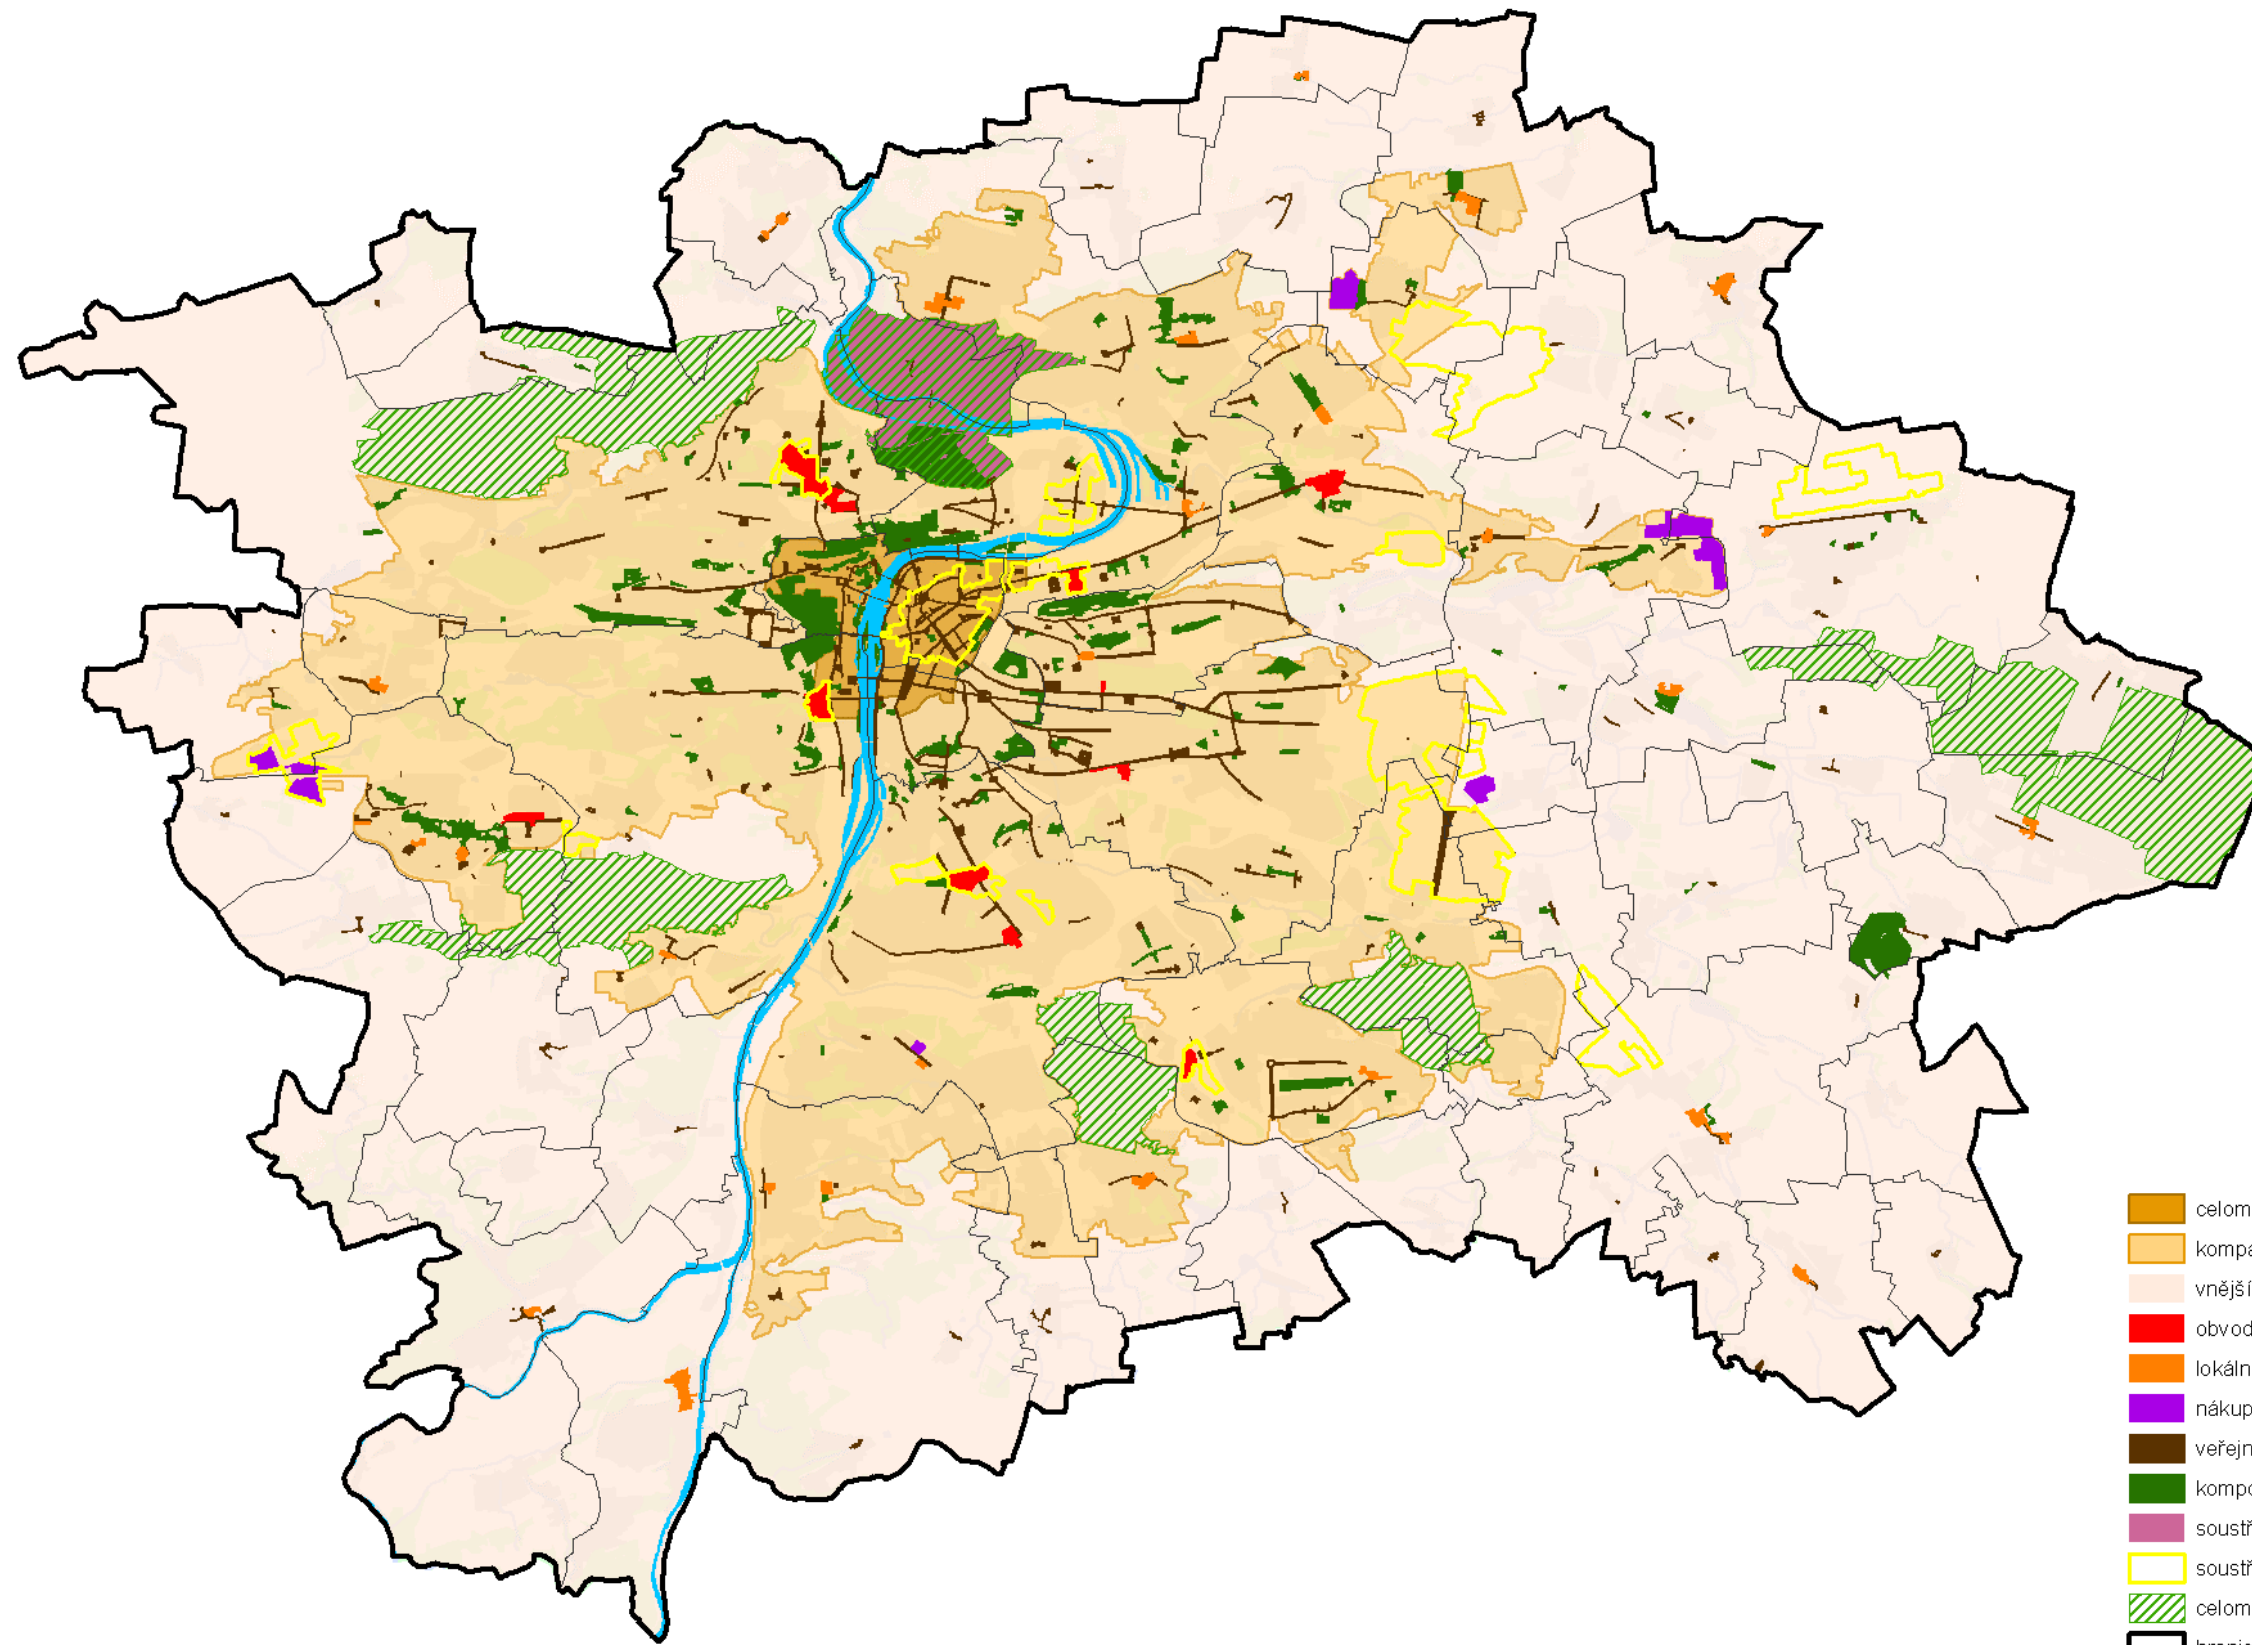 celom
kompa
vnější
obvod
lokáln
nákup
veřejn
kompo
soustř
soustř
celom